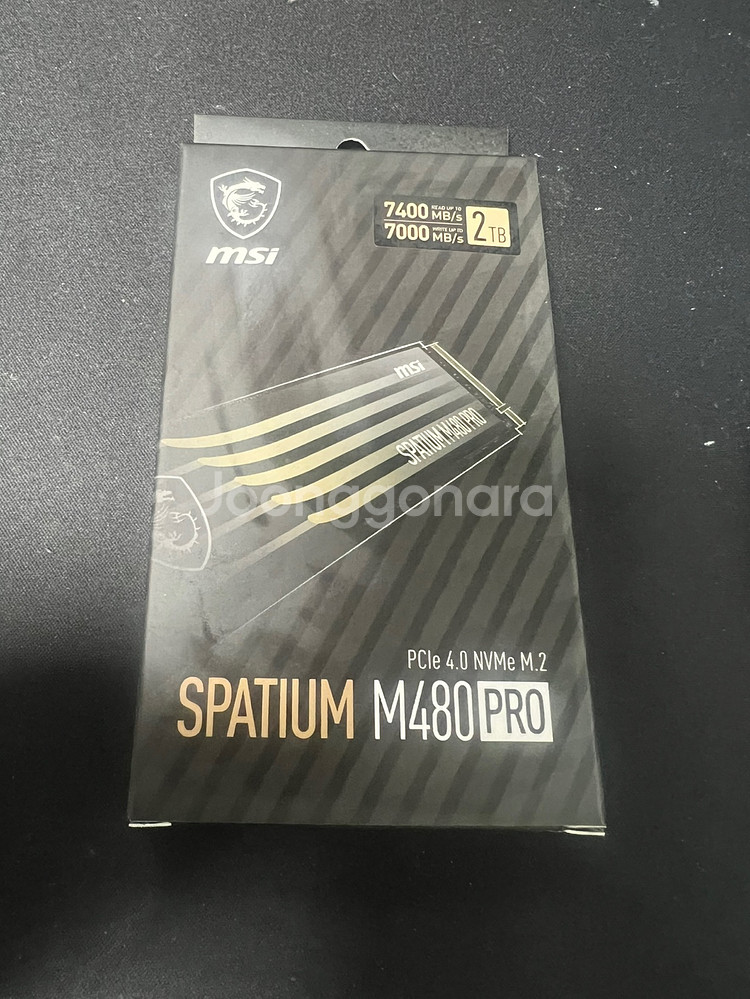 msi
7400 READ UP TO MB/s
7000 WRITE UP TO MB/s
2TB
msi
SPATIUM M480 PRO
Joonggonara
PCIe 4.0 NVMe M.2
SPATIUM M480 PRO